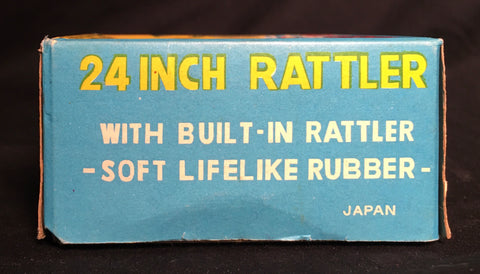 24 INCH RATTLER
WITH BUILT-IN RATTLER
-SOFT LIFELIKE RUBBER-
JAPAN